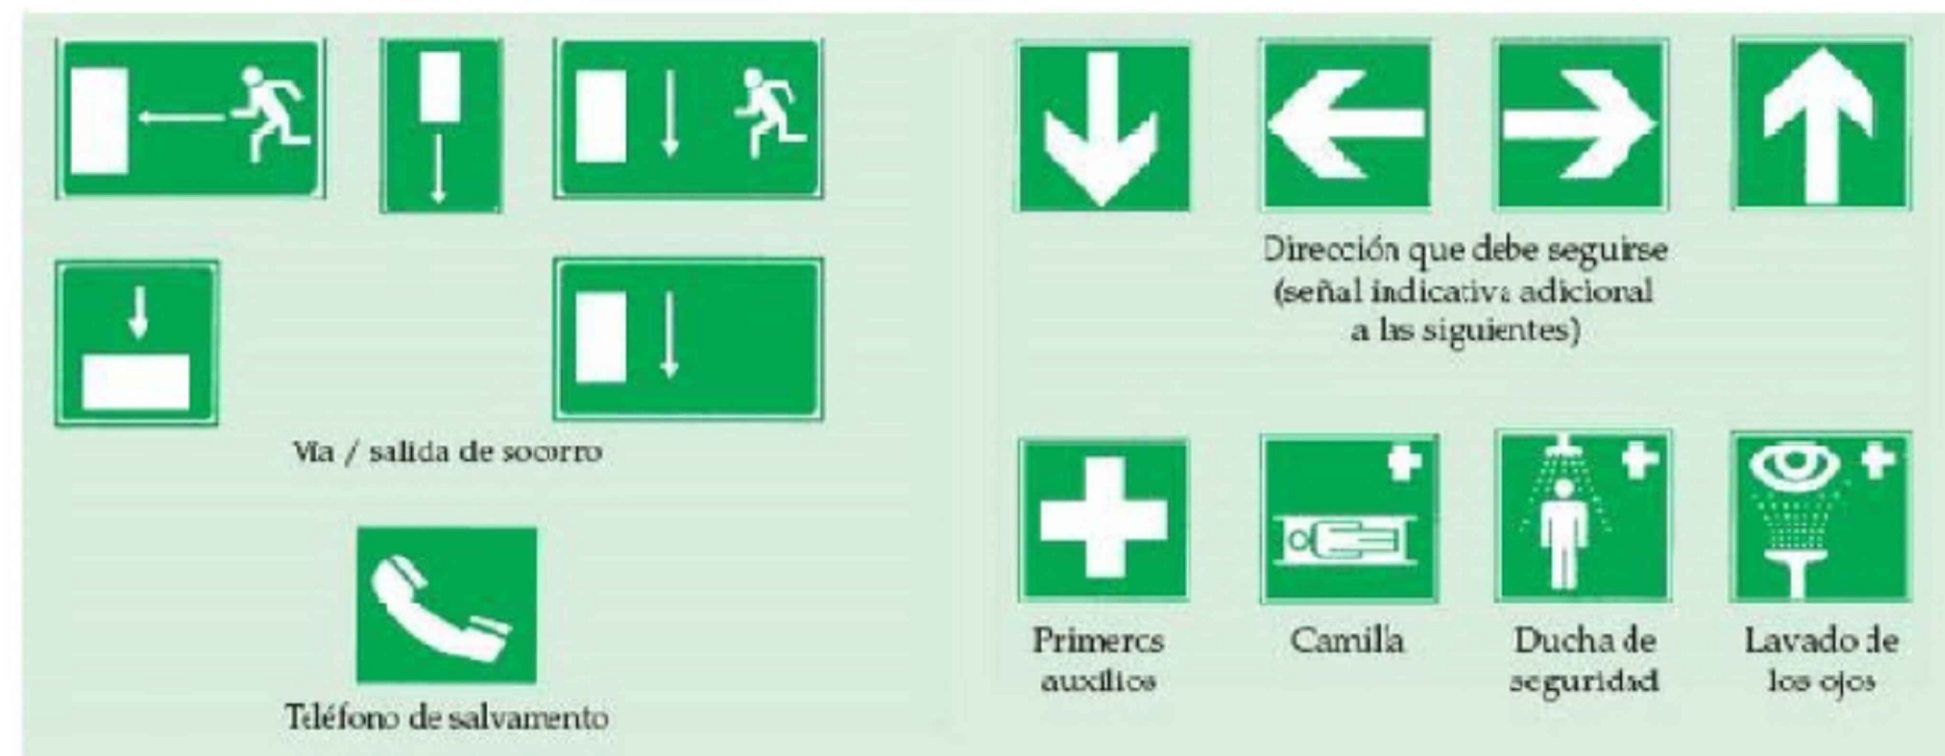 Vía / salida de socorro
Teléfono de salvamento
Dirección que debe seguirse
(señal indicativa adicional
a las siguientes)
Primeros
auxilios
Camilla
Ducha de
seguridad
Lavado de
los ojos